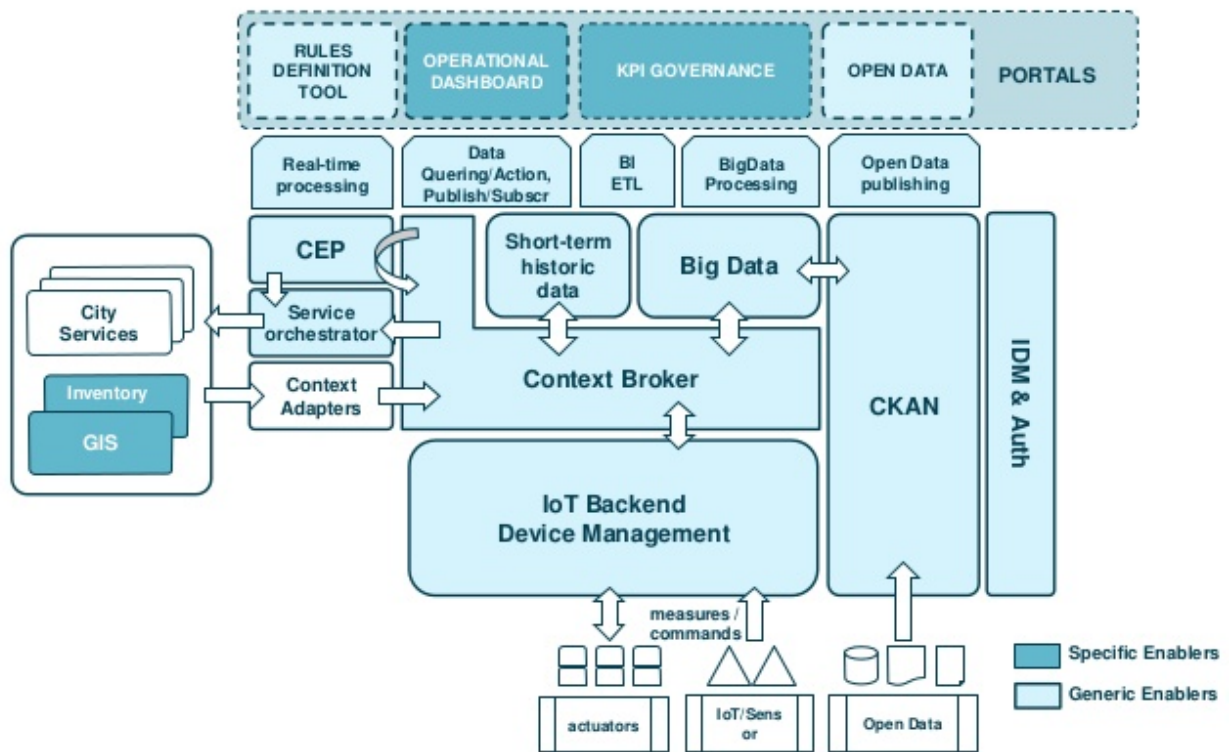 RULES
DEFINITION
TOOL
OPERATIONAL
DASHBOARD
KPI GOVERNANCE
OPEN DATA
PORTALS
Real-time
processing
Data
Quering/Action,
Publish/Subscr
BI
ETL
BigData
Processing
Open Data
publishing
CEP
Short-term
historic
data
Big Data
City
Services
Service
orchestrator
Inventory
GIS
Context
Adapters
Context Broker
CKAN
IDM & Auth
IoT Backend
Device Management
measures /
commands
actuators
IoT/Sens
or
Open Data
Specific Enablers
Generic Enablers